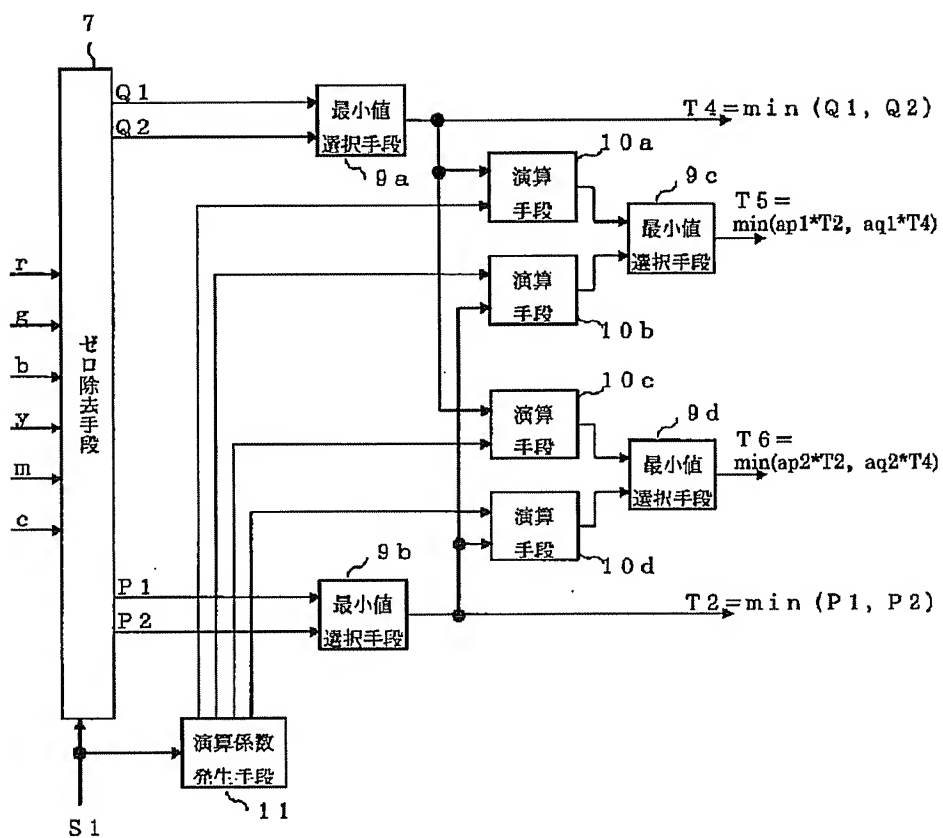 7
Q1
Q2
最小値
選択手段
9a
T4=min (Q1, Q2)
10a
演算
手段
9c
最小値
選択手段
T5=
min(ap1*T2, aq1*T4)
演算
手段
10b
r
g
b
y
m
c
ゼロ除去手段
10c
演算
手段
9d
最小値
選択手段
T6=
min(ap2*T2, aq2*T4)
演算
手段
10d
P1
P2
9b
最小値
選択手段
T2=min (P1, P2)
演算係数
発生手段
11
S1